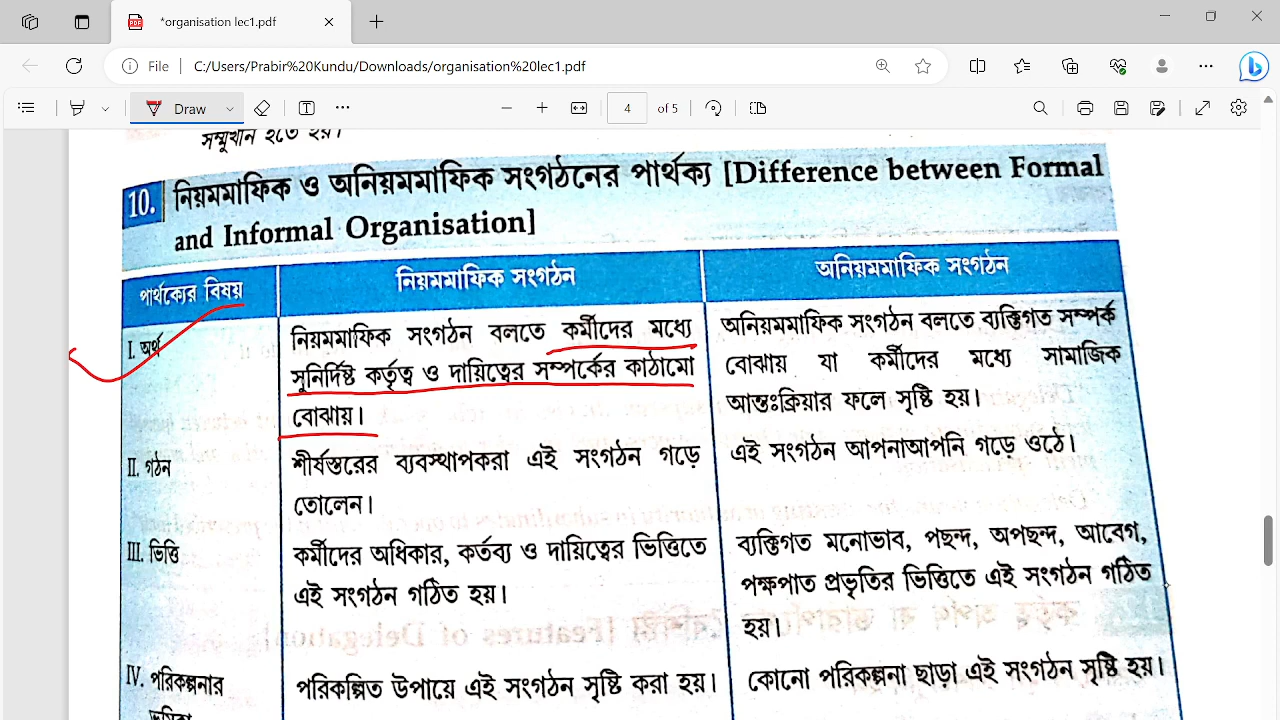 *organisation lec1.pdf
File | C:/Users/Prabir%20Kundu/Downloads/organisation%20lec1.pdf
Draw 4 of 5
সম্মুখীন হতে হয়।
10. নিয়মমাফিক ও অনিয়মমাফিক সংগঠনের পার্থক্য [Difference between Formal
and Informal Organisation]
পার্থক্যের বিষয় নিয়মমাফিক সংগঠন অনিয়মমাফিক সংগঠন
I. অর্থ
নিয়মমাফিক সংগঠন বলতে কর্মীদের মধ্যে
সুনির্দিষ্ট কর্তৃত্ব ও দায়িত্বের সম্পর্কের কাঠামো
বোঝায়।
অনিয়মমাফিক সংগঠন বলতে ব্যক্তিগত সম্পর্ক
বোঝায় যা কর্মীদের মধ্যে সামাজিক
আন্তঃক্রিয়ার ফলে সৃষ্টি হয়।
II. গঠন
শীর্ষস্তরের ব্যবস্থাপকরা এই সংগঠন গড়ে
তোলেন।
এই সংগঠন আপনাআপনি গড়ে ওঠে।
III. ভিত্তি
কর্মীদের অধিকার, কর্তব্য ও দায়িত্বের ভিত্তিতে
এই সংগঠন গঠিত হয়।
ব্যক্তিগত মনোভাব, পছন্দ, অপছন্দ, আবেগ,
পক্ষপাত প্রভৃতির ভিত্তিতে এই সংগঠন গঠিত
হয়।
IV. পরিকল্পনার
ভূমিকা
পরিকল্পিত উপায়ে এই সংগঠন সৃষ্টি করা হয়।
কোনো পরিকল্পনা ছাড়া এই সংগঠন সৃষ্টি হয়।